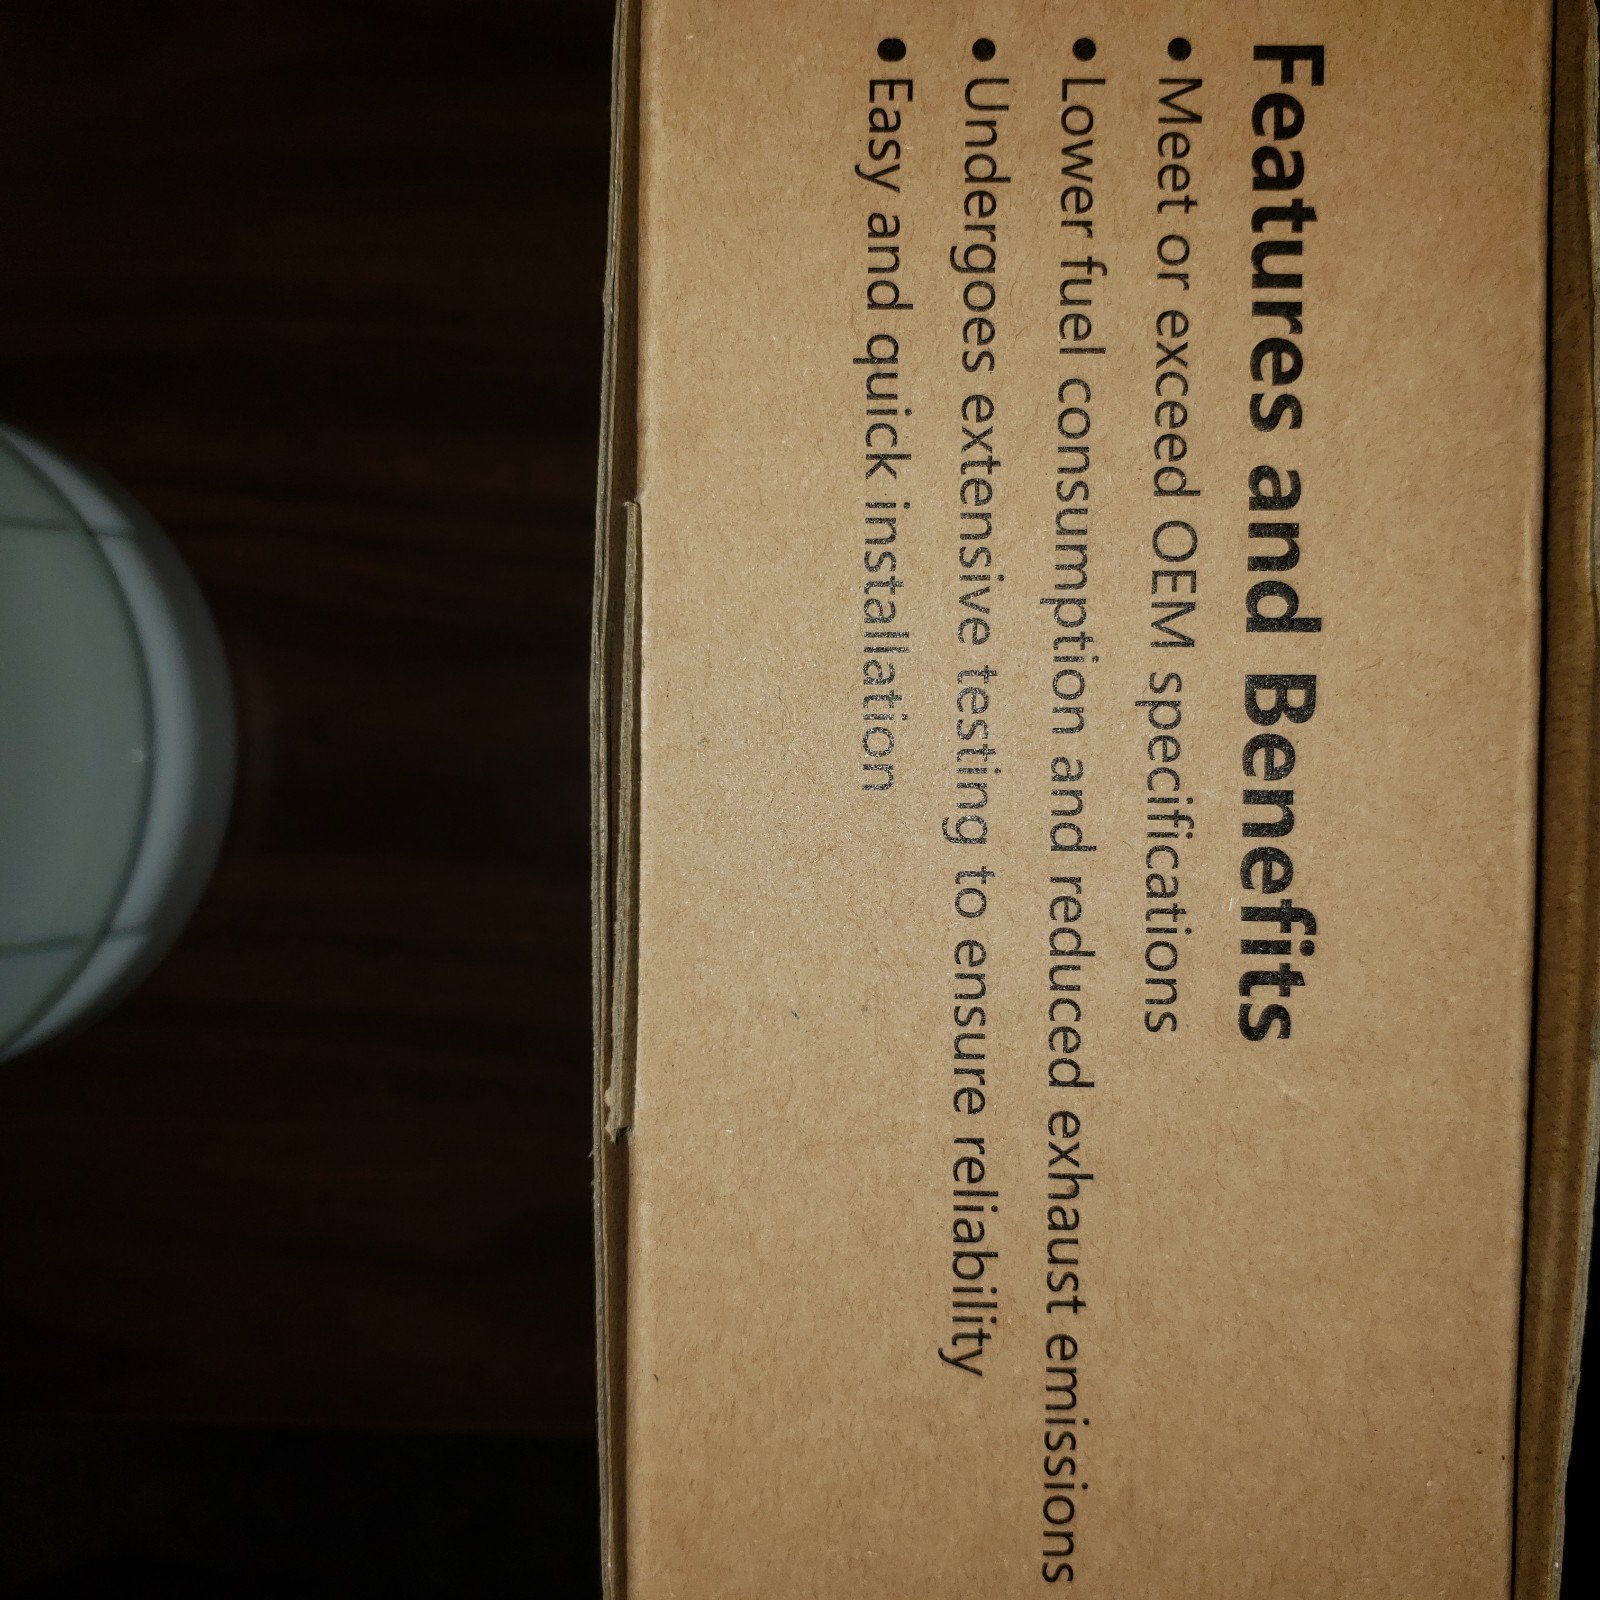 Features and Benefits
• Meet or exceed OEM specifications
• Lower fuel consumption and reduced exhaust emissions
• Undergoes extensive testing to ensure reliability
• Easy and quick installation